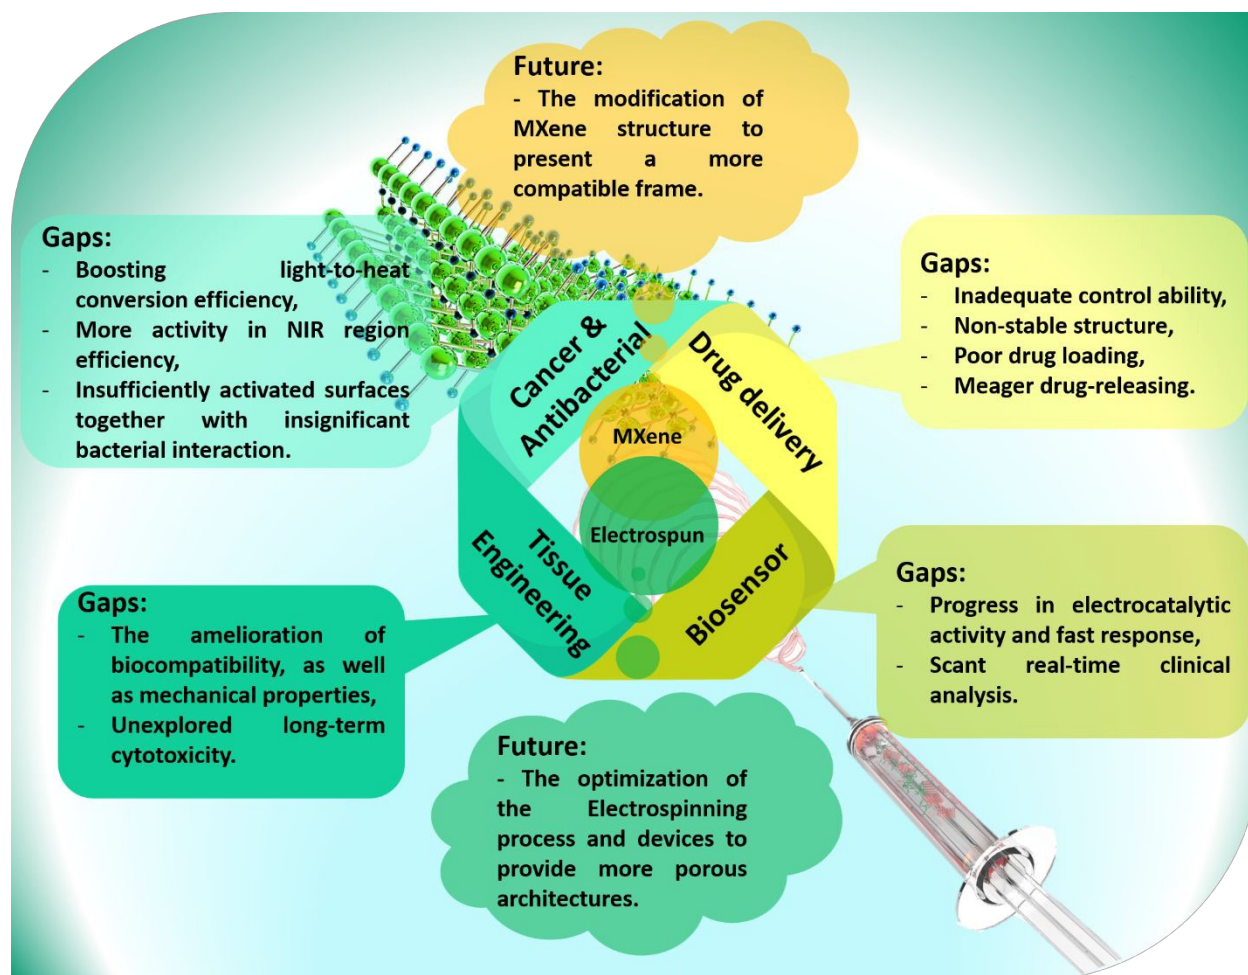 Future:
- The modification of
MXene structure to
present a more
compatible frame.
Gaps:
- Boosting light-to-heat
conversion efficiency,
- More activity in NIR region
efficiency,
- Insufficiently activated surfaces
together with insignificant
bacterial interaction.
Gaps:
- Inadequate control ability,
- Non-stable structure,
- Poor drug loading,
- Meager drug-releasing.
Cancer &
Antibacterial
Drug delivery
MXene
Electrospun
Tissue
Engineering
Biosensor
Gaps:
- The amelioration of
biocompatibility, as well
as mechanical properties,
- Unexplored long-term
cytotoxicity.
Gaps:
- Progress in electrocatalytic
activity and fast response,
- Scant real-time clinical
analysis.
Future:
- The optimization of
the Electrospinning
process and devices to
provide more porous
architectures.